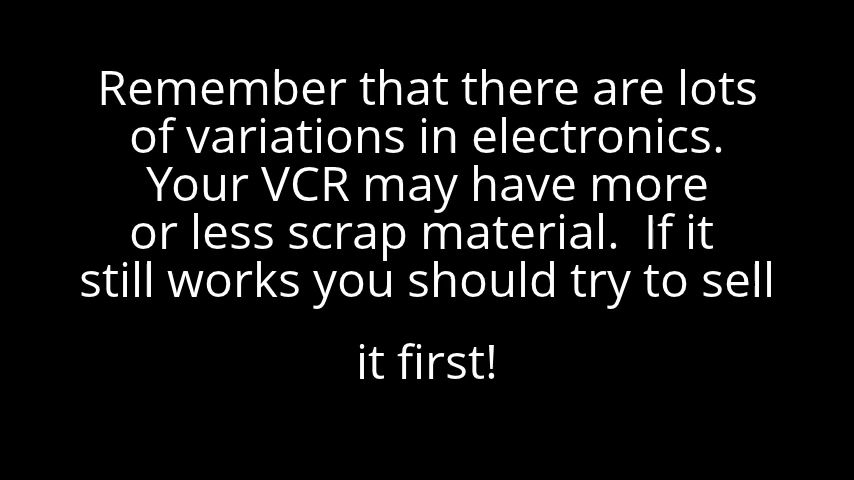 Remember that there are lots
of variations in electronics.
Your VCR may have more
or less scrap material.  If it
still works you should try to sell
it first!